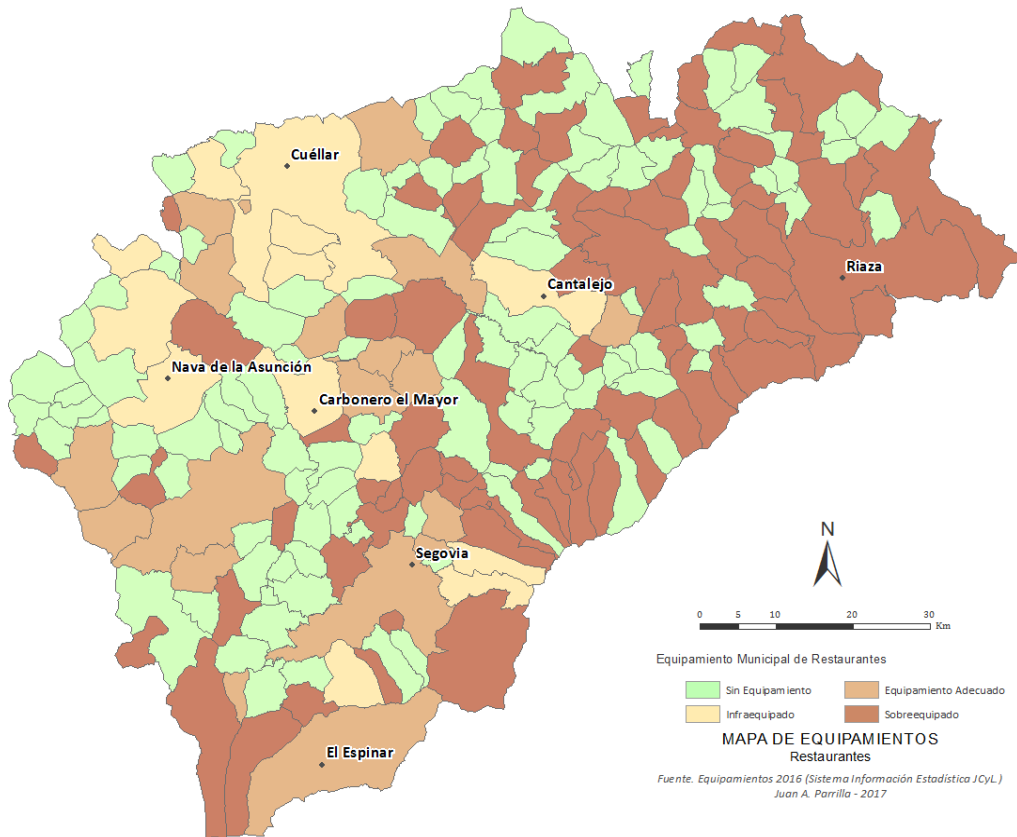 Cuéllar
Riaza
Cantalejo
Nava de la Asunción
Carbonero el Mayor
Segovia
El Espinar
N
0 5 10 20 30
Km
Equipamiento Municipal de Restaurantes
Sin Equipamiento Equipamiento Adecuado
Infraequipado Sobreequipado
MAPA DE EQUIPAMIENTOS
Restaurantes
Fuente. Equipamientos 2016 (Sistema Información Estadística JCyL.)
Juan A. Parrilla - 2017